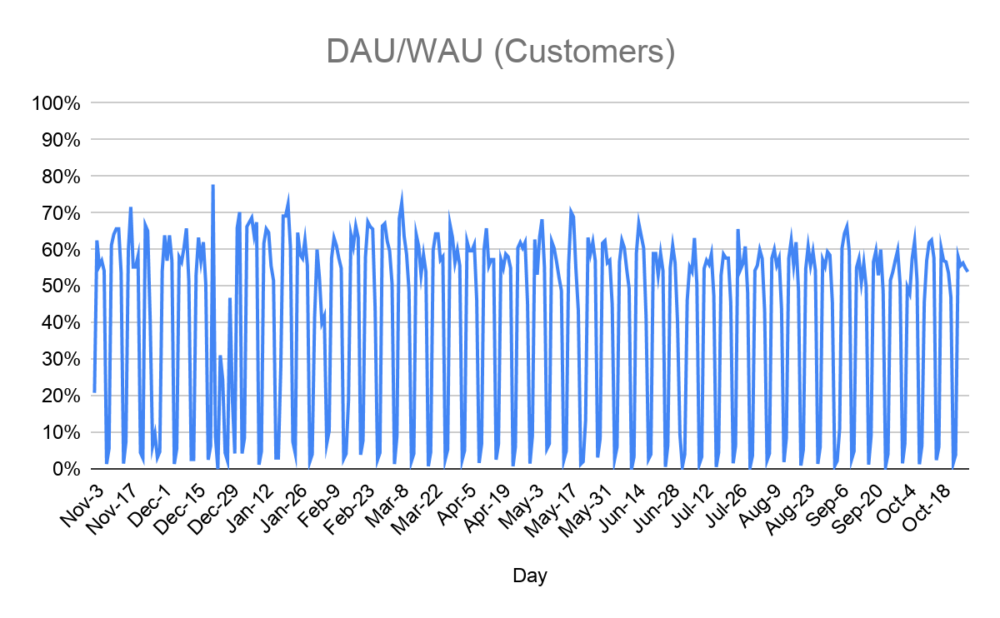 DAU/WAU (Customers)
100%
90%
80%
70%
60%
50%
40%
30%
20%
10%
0%
Nov-3
Nov-17
Dec-1
Dec-15
Dec-29
Jan-12
Jan-26
Feb-9
Feb-23
Mar-8
Mar-22
Apr-5
Apr-19
May-3
May-17
May-31
Jun-14
Jun-28
Jul-12
Jul-26
Aug-9
Aug-23
Sep-6
Sep-20
Oct-4
Oct-18
Day